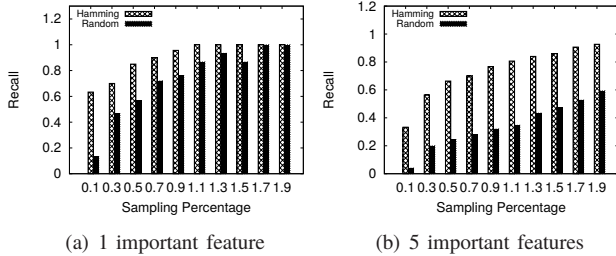 Hamming
Random
Recall
1.2
1
0.8
0.6
0.4
0.2
0
0.1 0.3 0.5 0.7 0.9 1.1 1.3 1.5 1.7 1.9
Sampling Percentage
(a) 1 important feature
Hamming
Random
Recall
1.2
1
0.8
0.6
0.4
0.2
0
0.1 0.3 0.5 0.7 0.9 1.1 1.3 1.5 1.7 1.9
Sampling Percentage
(b) 5 important features